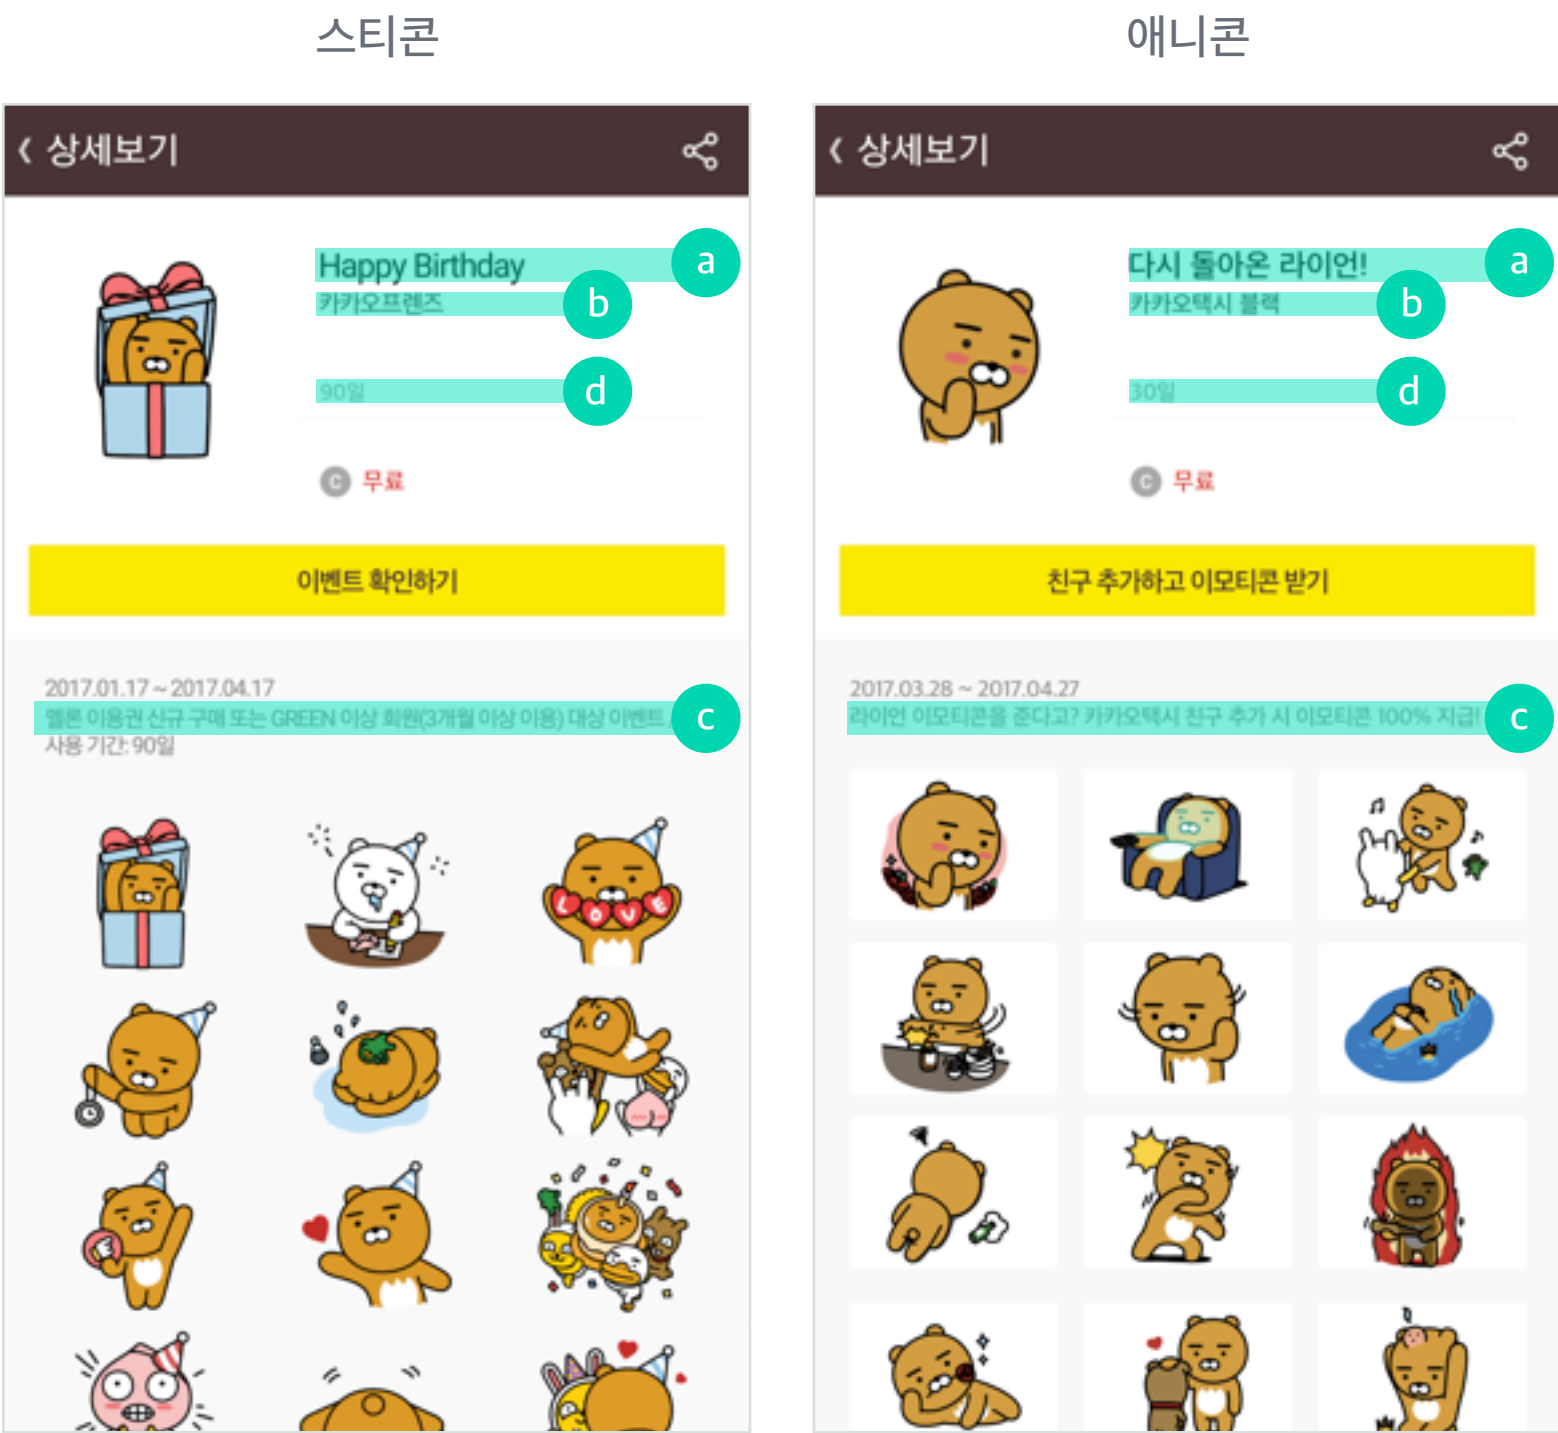 스티콘
상세보기
Happy Birthday
a
카카오프렌즈
b
90일
d
C 무료
이벤트 확인하기
2017.01.17 ~ 2017.04.17
멜론 이용권 신규 구매 또는 GREEN 이상 회원(3개월 이상 이용) 대상 이벤트
c
사용 기간: 90일
LOVE
애니콘
상세보기
다시 돌아온 라이언!
a
카카오택시 블랙
b
30일
d
C 무료
친구 추가하고 이모티콘 받기
2017.03.28 ~ 2017.04.27
라이언 이모티콘을 준다고? 카카오택시 친구 추가 시 이모티콘 100% 지급!
c